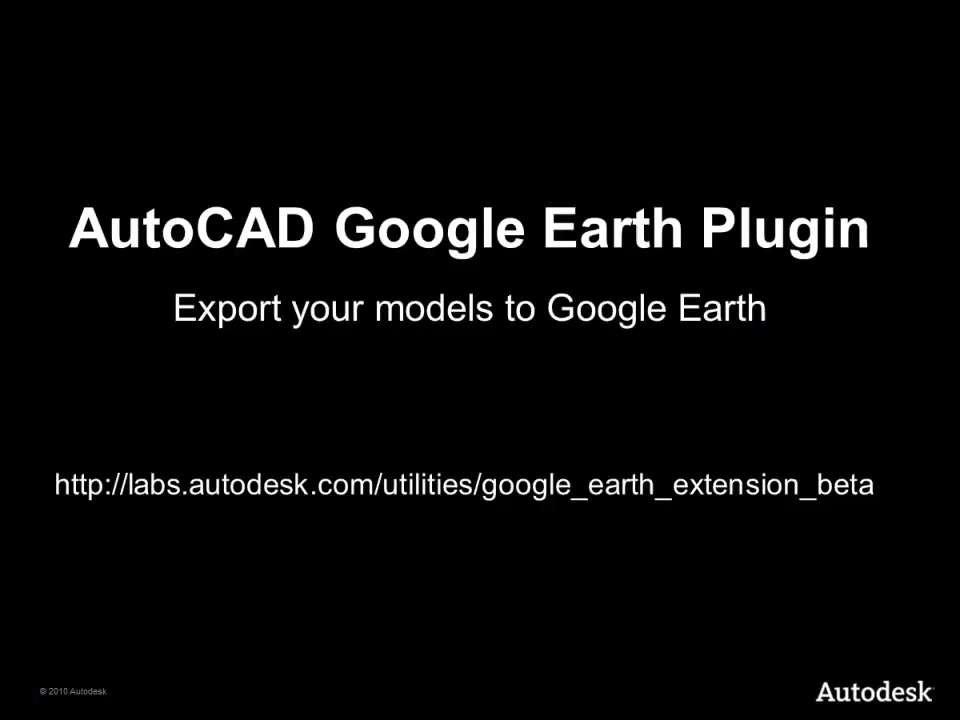 AutoCAD Google Earth Plugin
Export your models to Google Earth
http://labs.autodesk.com/utilities/google_earth_extension_beta
© 2010 Autodesk
Autodesk